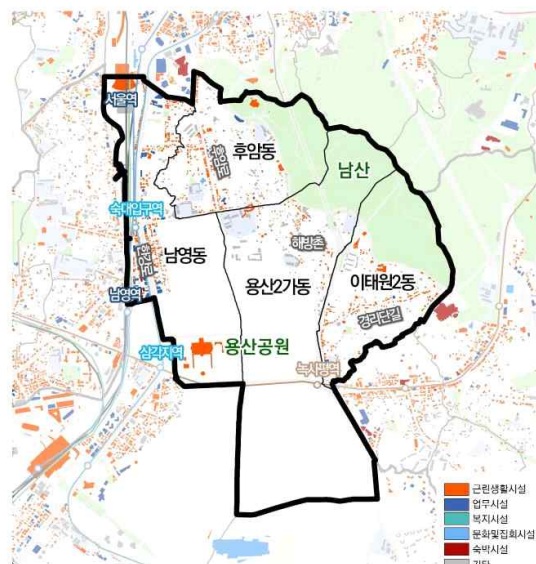 서울역
후암동
후암로
남산
숙대입구역
남영동
한강로
해방촌
용산2가동
이태원2동
남영역
경리단길
삼각지역
용산공원
녹사평역
근린생활시설
업무시설
복지시설
문화및집회시설
숙박시설
기타